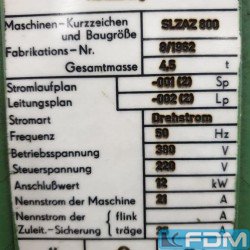 Maschinen-Kurzzeichen SLZAZ 800
und Baugröße
Fabrikations-Nr. 8/1962
Gesamtmasse 4,5 t
Stromlaufplan -001(2) Sp
Leitungsplan -002(2) Lp
Stromart Drehstrom
Frequenz 50 Hz
Betriebsspannung 380 V
Steuerspannung 220 V
Anschlußwert 12 kW
Nennstrom der Maschine 21 A
Nennstrom der flink A
Zuleit.-Sicherung träge A
FDM